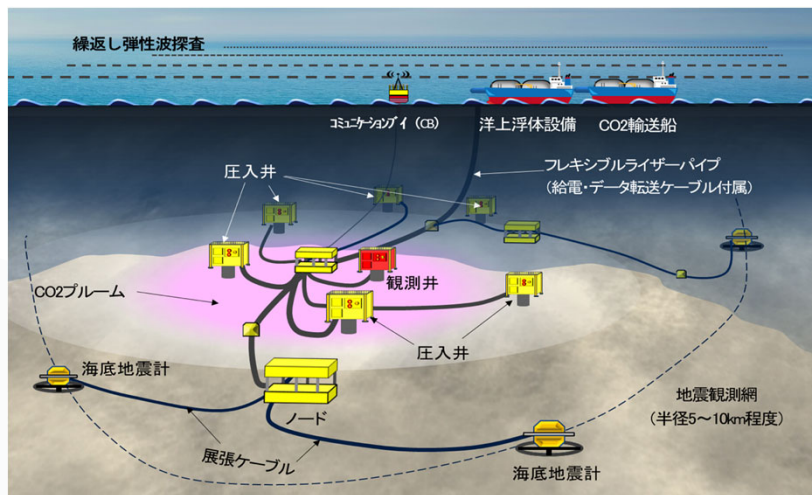 繰返し弾性波探査
コミュニケーションブイ（CB）
洋上浮体設備
CO2輸送船
フレキシブルライザーパイプ
（給電・データ転送ケーブル付属）
圧入井
CO2プルーム
観測井
圧入井
海底地震計
ノード
展張ケーブル
地震観測網
（半径5～10km程度）
海底地震計